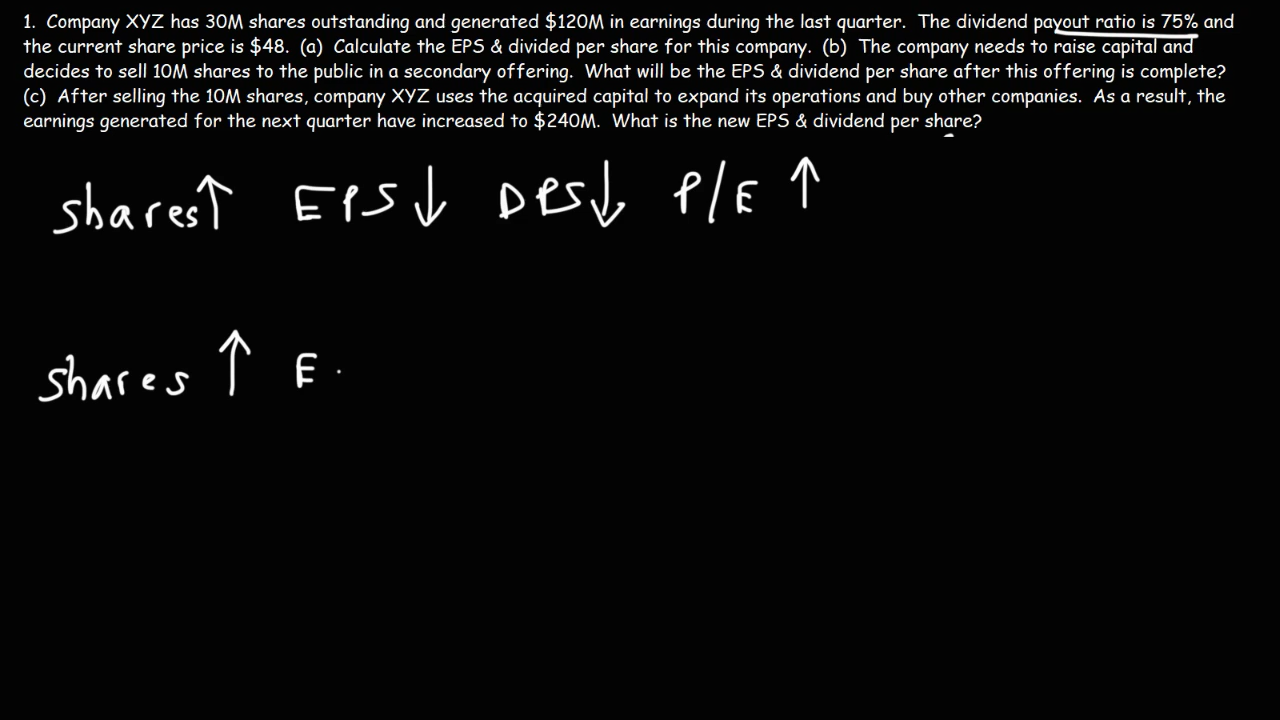 1. Company XYZ has 30M shares outstanding and generated $120M in earnings during the last quarter. The dividend payout ratio is 75% and
the current share price is $48. (a) Calculate the EPS & divided per share for this company. (b) The company needs to raise capital and
decides to sell 10M shares to the public in a secondary offering. What will be the EPS & dividend per share after this offering is complete?
(c) After selling the 10M shares, company XYZ uses the acquired capital to expand its operations and buy other companies. As a result, the
earnings generated for the next quarter have increased to $240M. What is the new EPS & dividend per share?
shares↑ EPS↓ DPS↓ P/E ↑
shares ↑ E